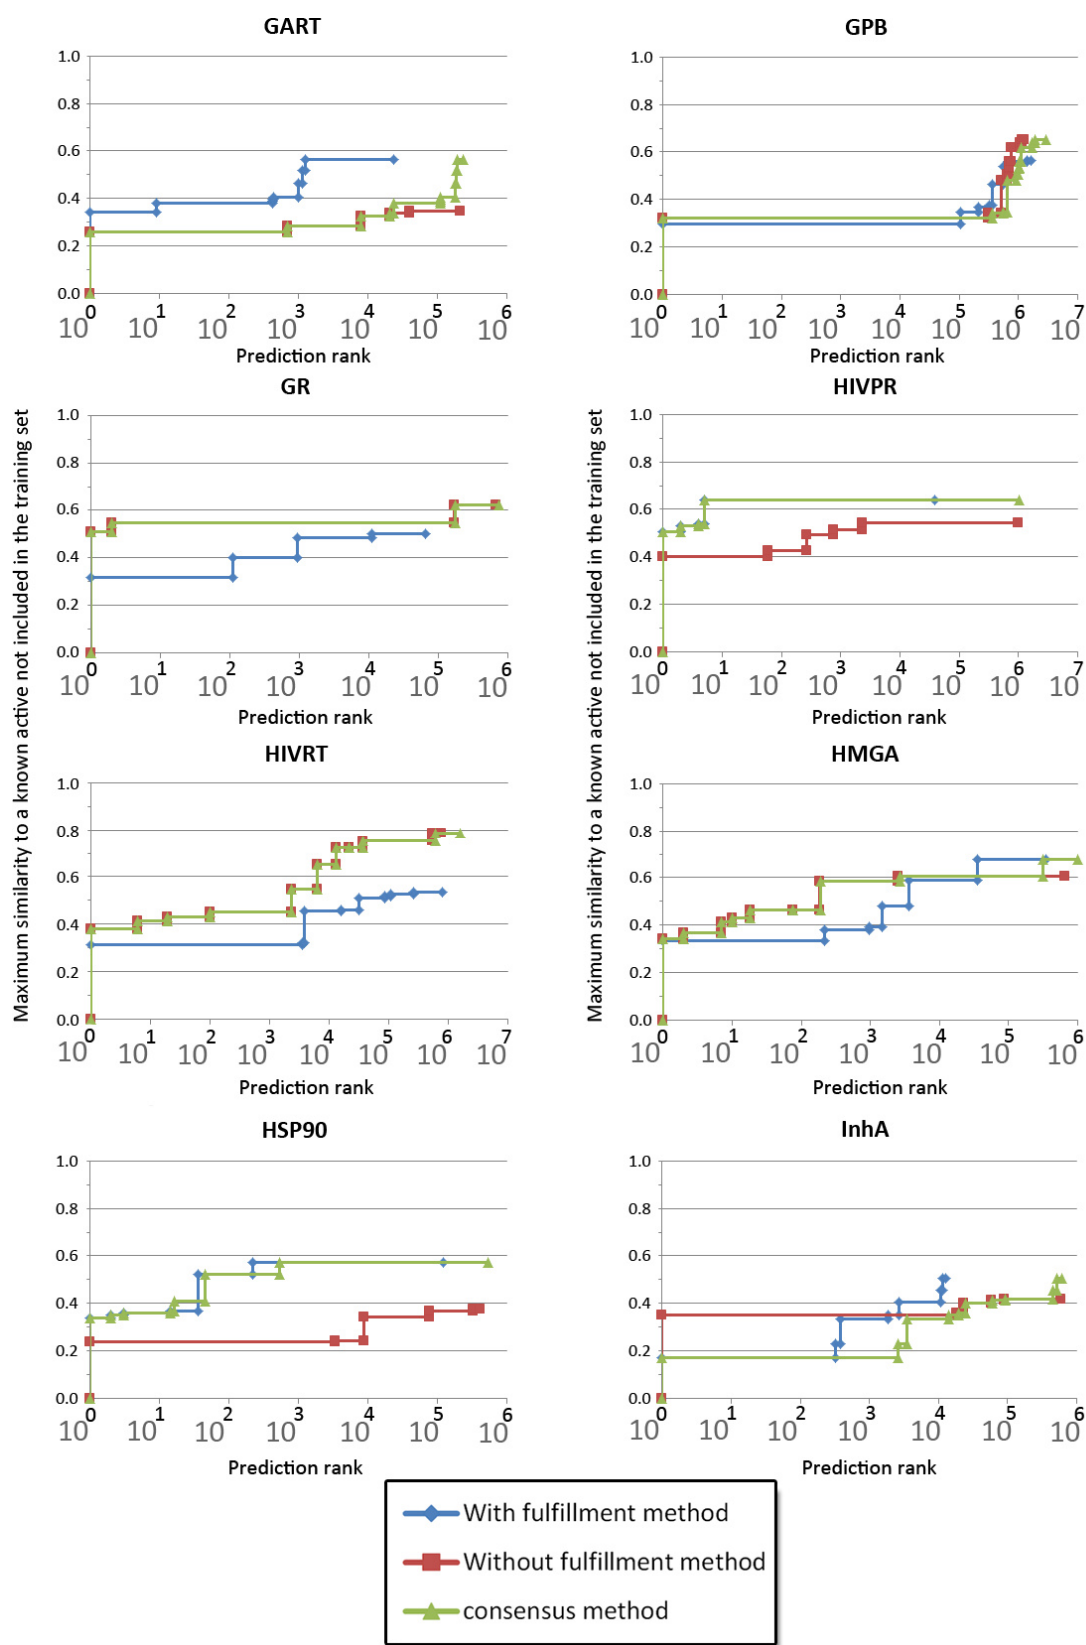 GART
1.0
0.8
0.6
0.4
0.2
0.0
10^0 10^1 10^2 10^3 10^4 10^5 10^6
Prediction rank
GPB
1.0
0.8
0.6
0.4
0.2
0.0
10^0 10^1 10^2 10^3 10^4 10^5 10^6 10^7
Prediction rank
Maximum similarity to a known active not included in the training set
GR
1.0
0.8
0.6
0.4
0.2
0.0
10^0 10^1 10^2 10^3 10^4 10^5 10^6
Prediction rank
Maximum similarity to a known active not included in the training set
HIVPR
1.0
0.8
0.6
0.4
0.2
0.0
10^0 10^1 10^2 10^3 10^4 10^5 10^6 10^7
Prediction rank
HIVRT
1.0
0.8
0.6
0.4
0.2
0.0
10^0 10^1 10^2 10^3 10^4 10^5 10^6 10^7
Prediction rank
HMGA
1.0
0.8
0.6
0.4
0.2
0.0
10^0 10^1 10^2 10^3 10^4 10^5 10^6
Prediction rank
HSP90
1.0
0.8
0.6
0.4
0.2
0.0
10^0 10^1 10^2 10^3 10^4 10^5 10^6
Prediction rank
InhA
1.0
0.8
0.6
0.4
0.2
0.0
10^0 10^1 10^2 10^3 10^4 10^5 10^6
Prediction rank
With fulfillment method
Without fulfillment method
consensus method